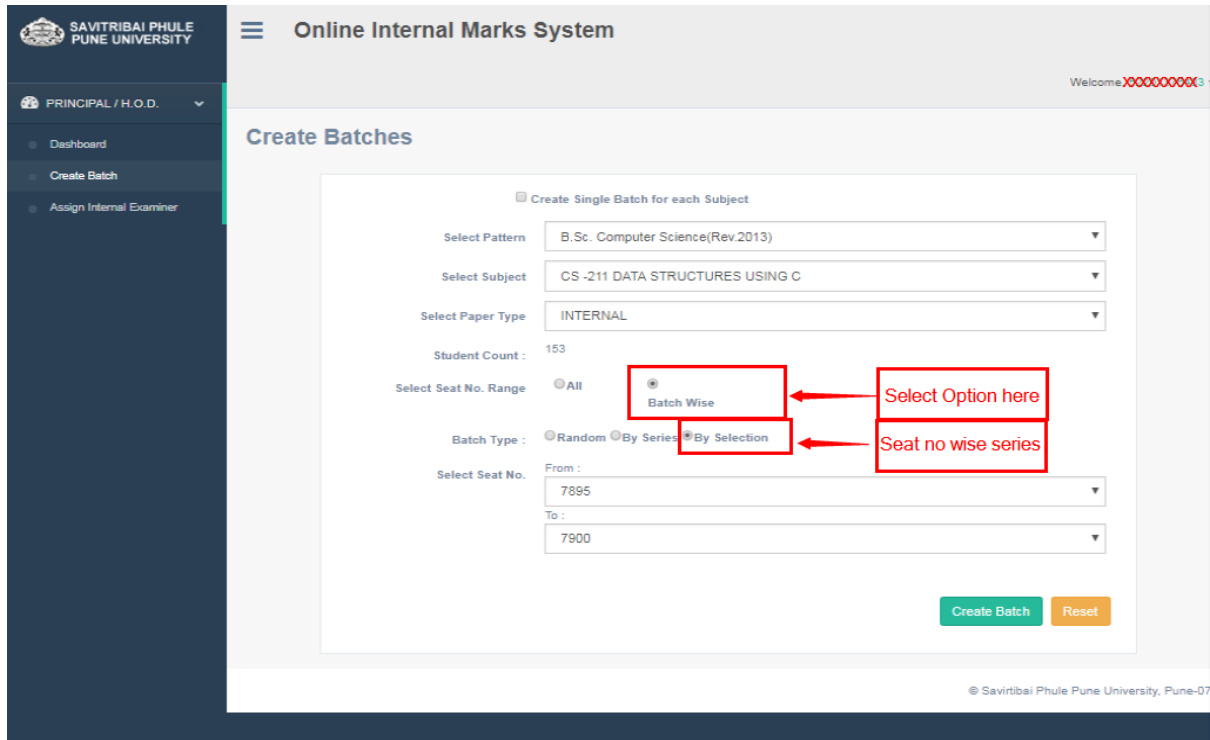 SAVITRIBAI PHULE
PUNE UNIVERSITY
Online Internal Marks System
Welcome
3
PRINCIPAL / H.O.D.
Dashboard
Create Batch
Assign Internal Examiner
Create Batches
Create Single Batch for each Subject
Select Pattern B.Sc. Computer Science(Rev.2013)
Select Subject CS -211 DATA STRUCTURES USING C
Select Paper Type INTERNAL
Student Count : 153
Select Seat No. Range All Batch Wise
Select Option here
Batch Type : Random By Series By Selection
Seat no wise series
Select Seat No. From :
7895
To :
7900
Create Batch Reset
© Savirtibai Phule Pune University, Pune-07